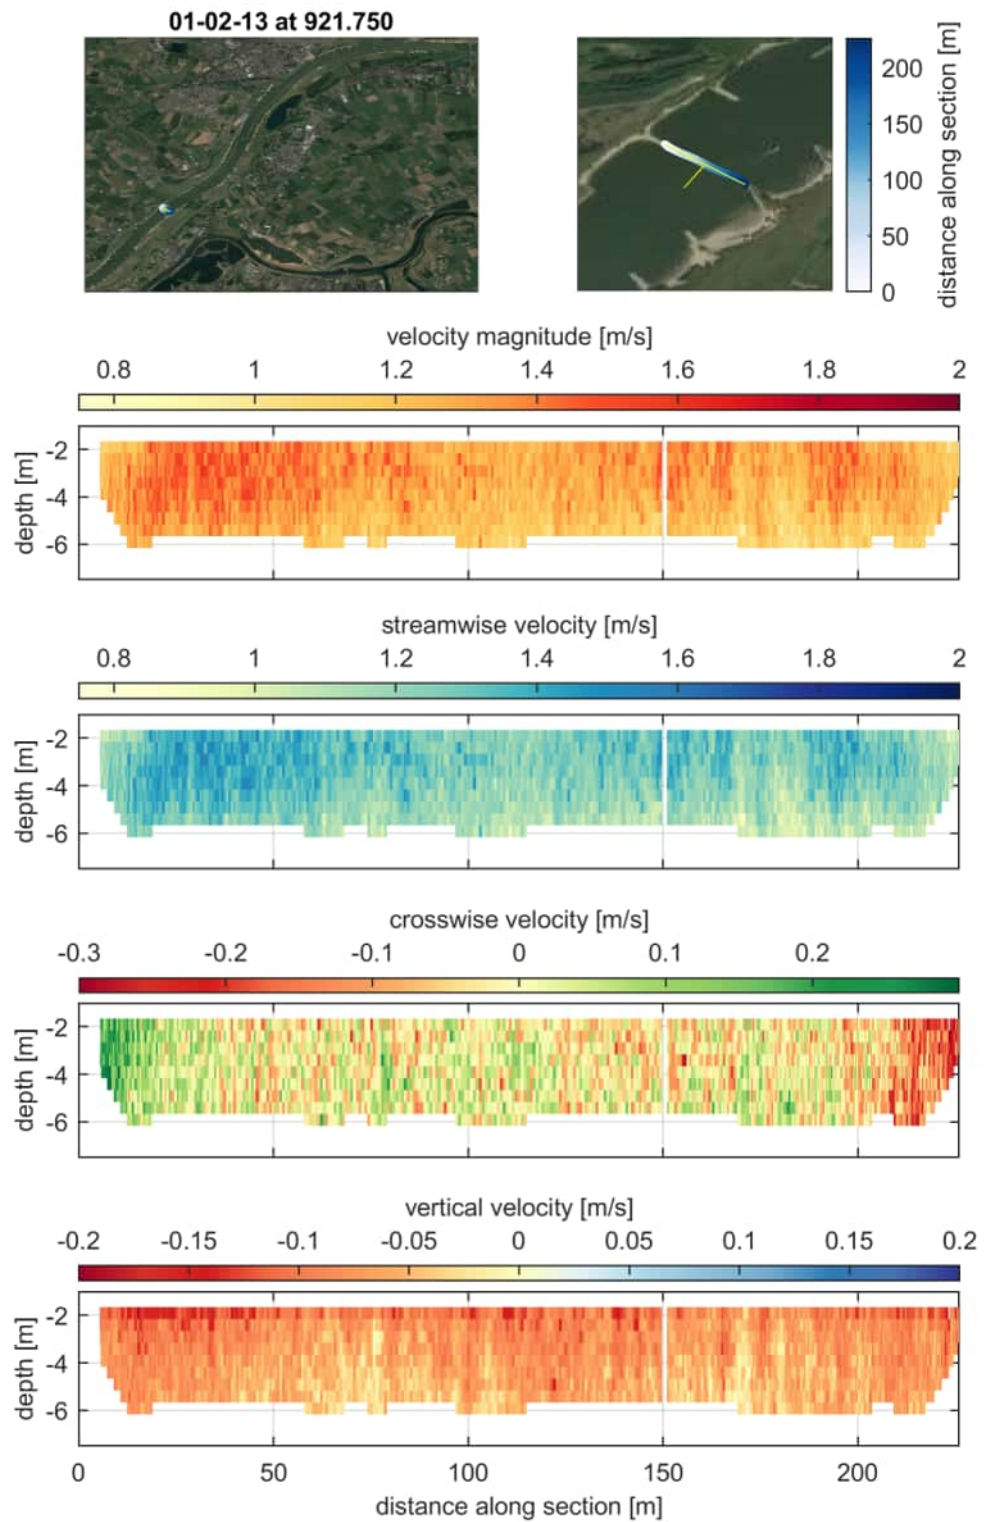 01-02-13 at 921.750
200
150
100
50
0
distance along section [m]
velocity magnitude [m/s]
0.8 1 1.2 1.4 1.6 1.8 2
-2
-4
-6
depth [m]
streamwise velocity [m/s]
0.8 1 1.2 1.4 1.6 1.8 2
-2
-4
-6
depth [m]
crosswise velocity [m/s]
-0.3 -0.2 -0.1 0 0.1 0.2
-2
-4
-6
depth [m]
vertical velocity [m/s]
-0.2 -0.15 -0.1 -0.05 0 0.05 0.1 0.15 0.2
-2
-4
-6
depth [m]
0 50 100 150 200
distance along section [m]